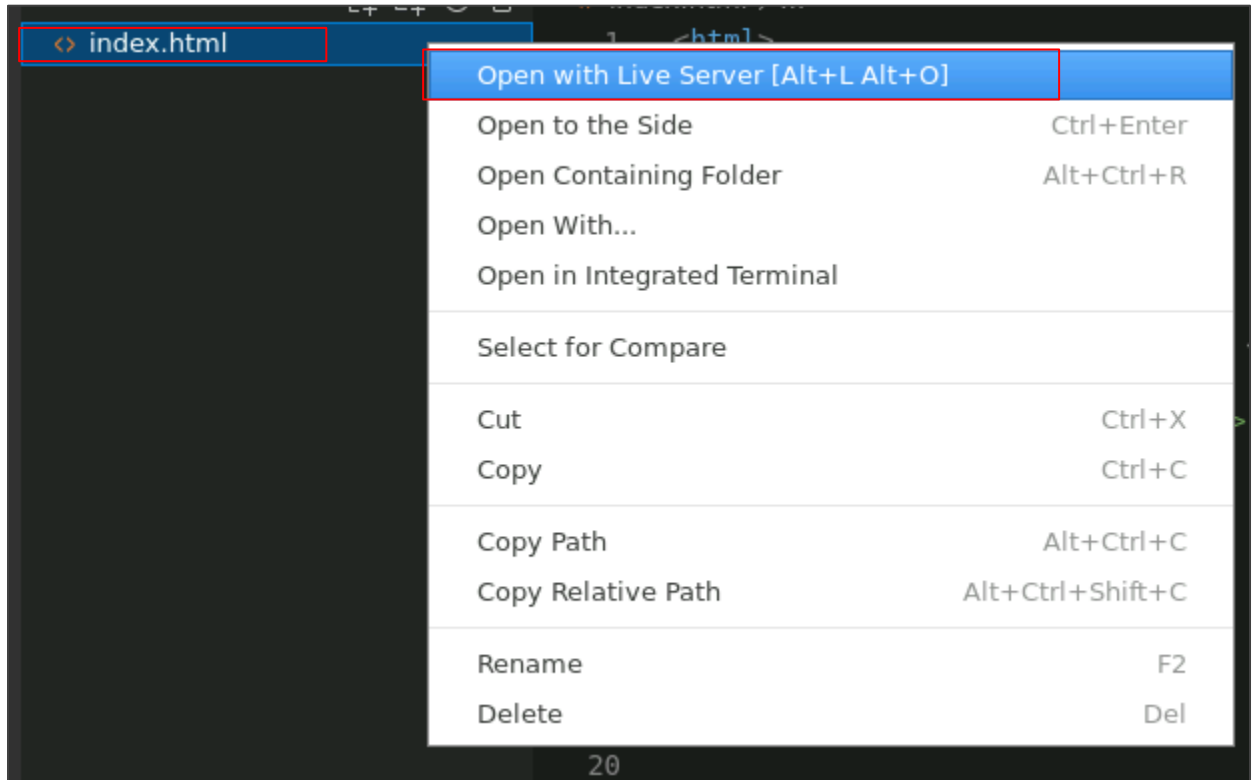 index.html
1 <html>
Open with Live Server [Alt+L Alt+O]
Open to the Side Ctrl+Enter
Open Containing Folder Alt+Ctrl+R
Open With...
Open in Integrated Terminal
Select for Compare
Cut Ctrl+X
Copy Ctrl+C
Copy Path Alt+Ctrl+C
Copy Relative Path Alt+Ctrl+Shift+C
Rename F2
Delete Del
20